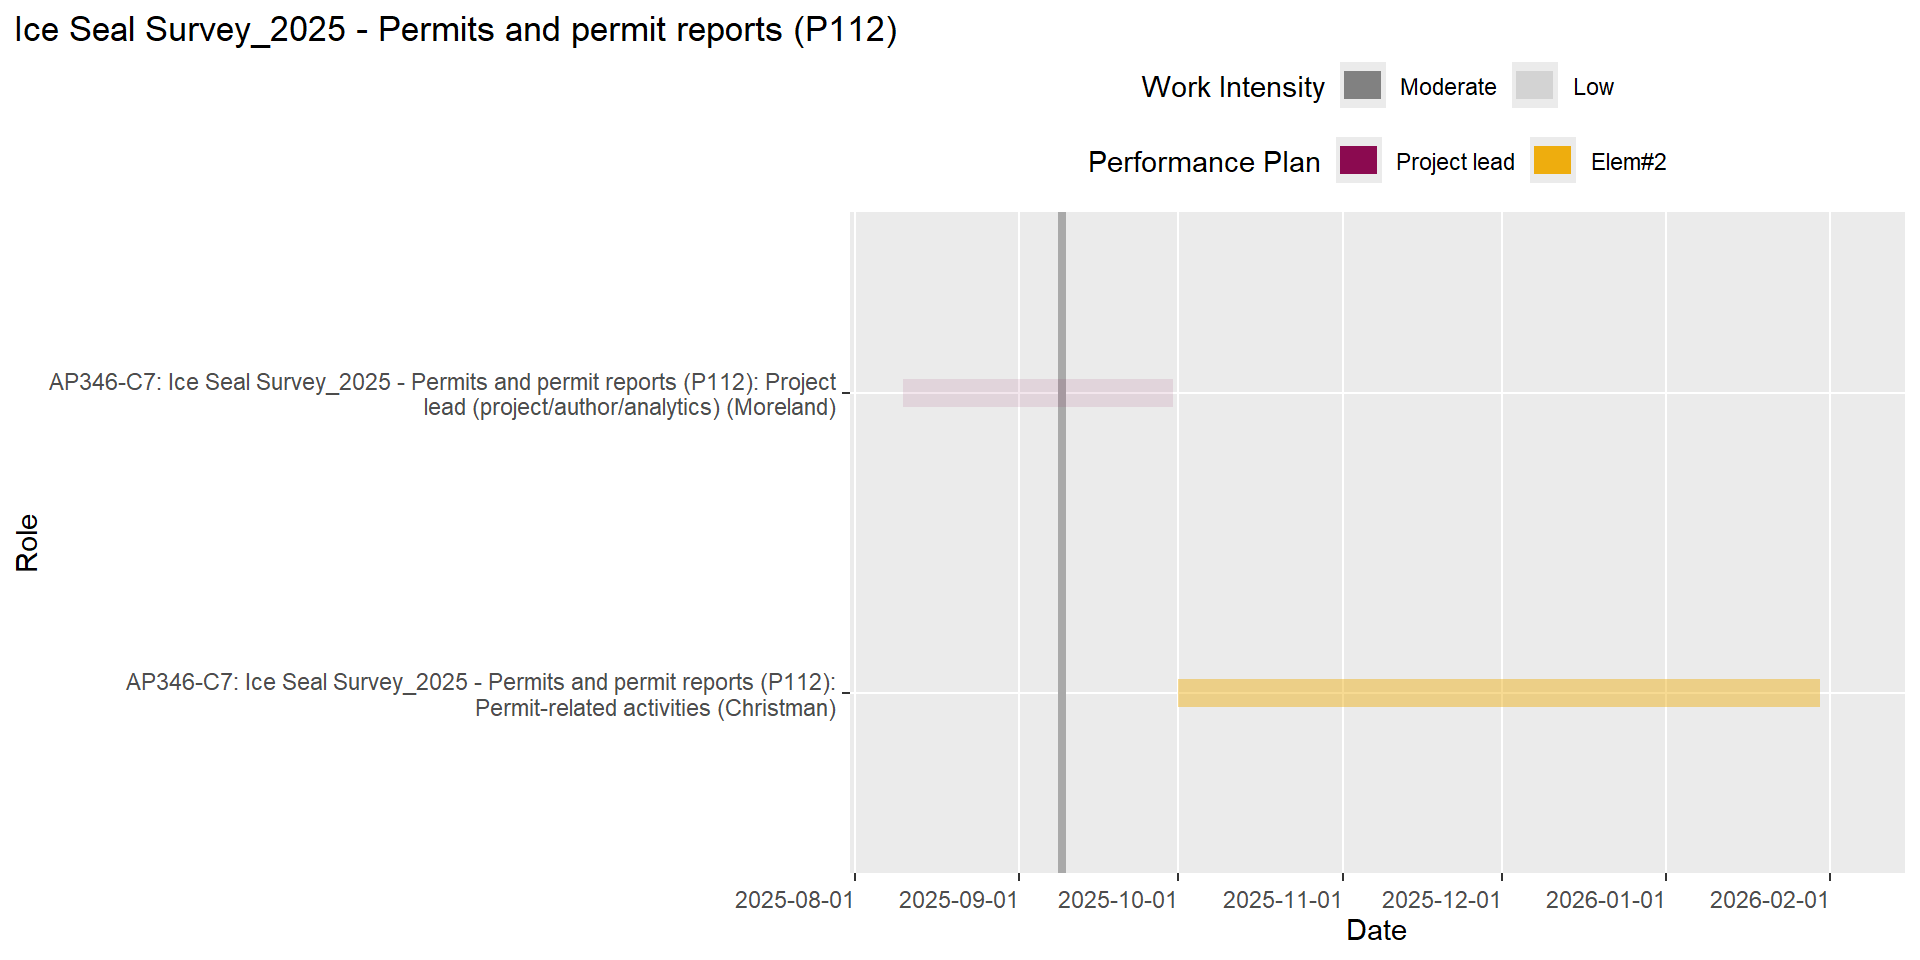 Ice Seal Survey_2025 - Permits and permit reports (P112)
Work Intensity Moderate Low
Performance Plan Project lead Elem#2
AP346-C7: Ice Seal Survey_2025 - Permits and permit reports (P112): Project
lead (project/author/analytics) (Moreland)
Role
AP346-C7: Ice Seal Survey_2025 - Permits and permit reports (P112):
Permit-related activities (Christman)
2025-08-01 2025-09-01 2025-10-01 2025-11-01 2025-12-01 2026-01-01 2026-02-01
Date